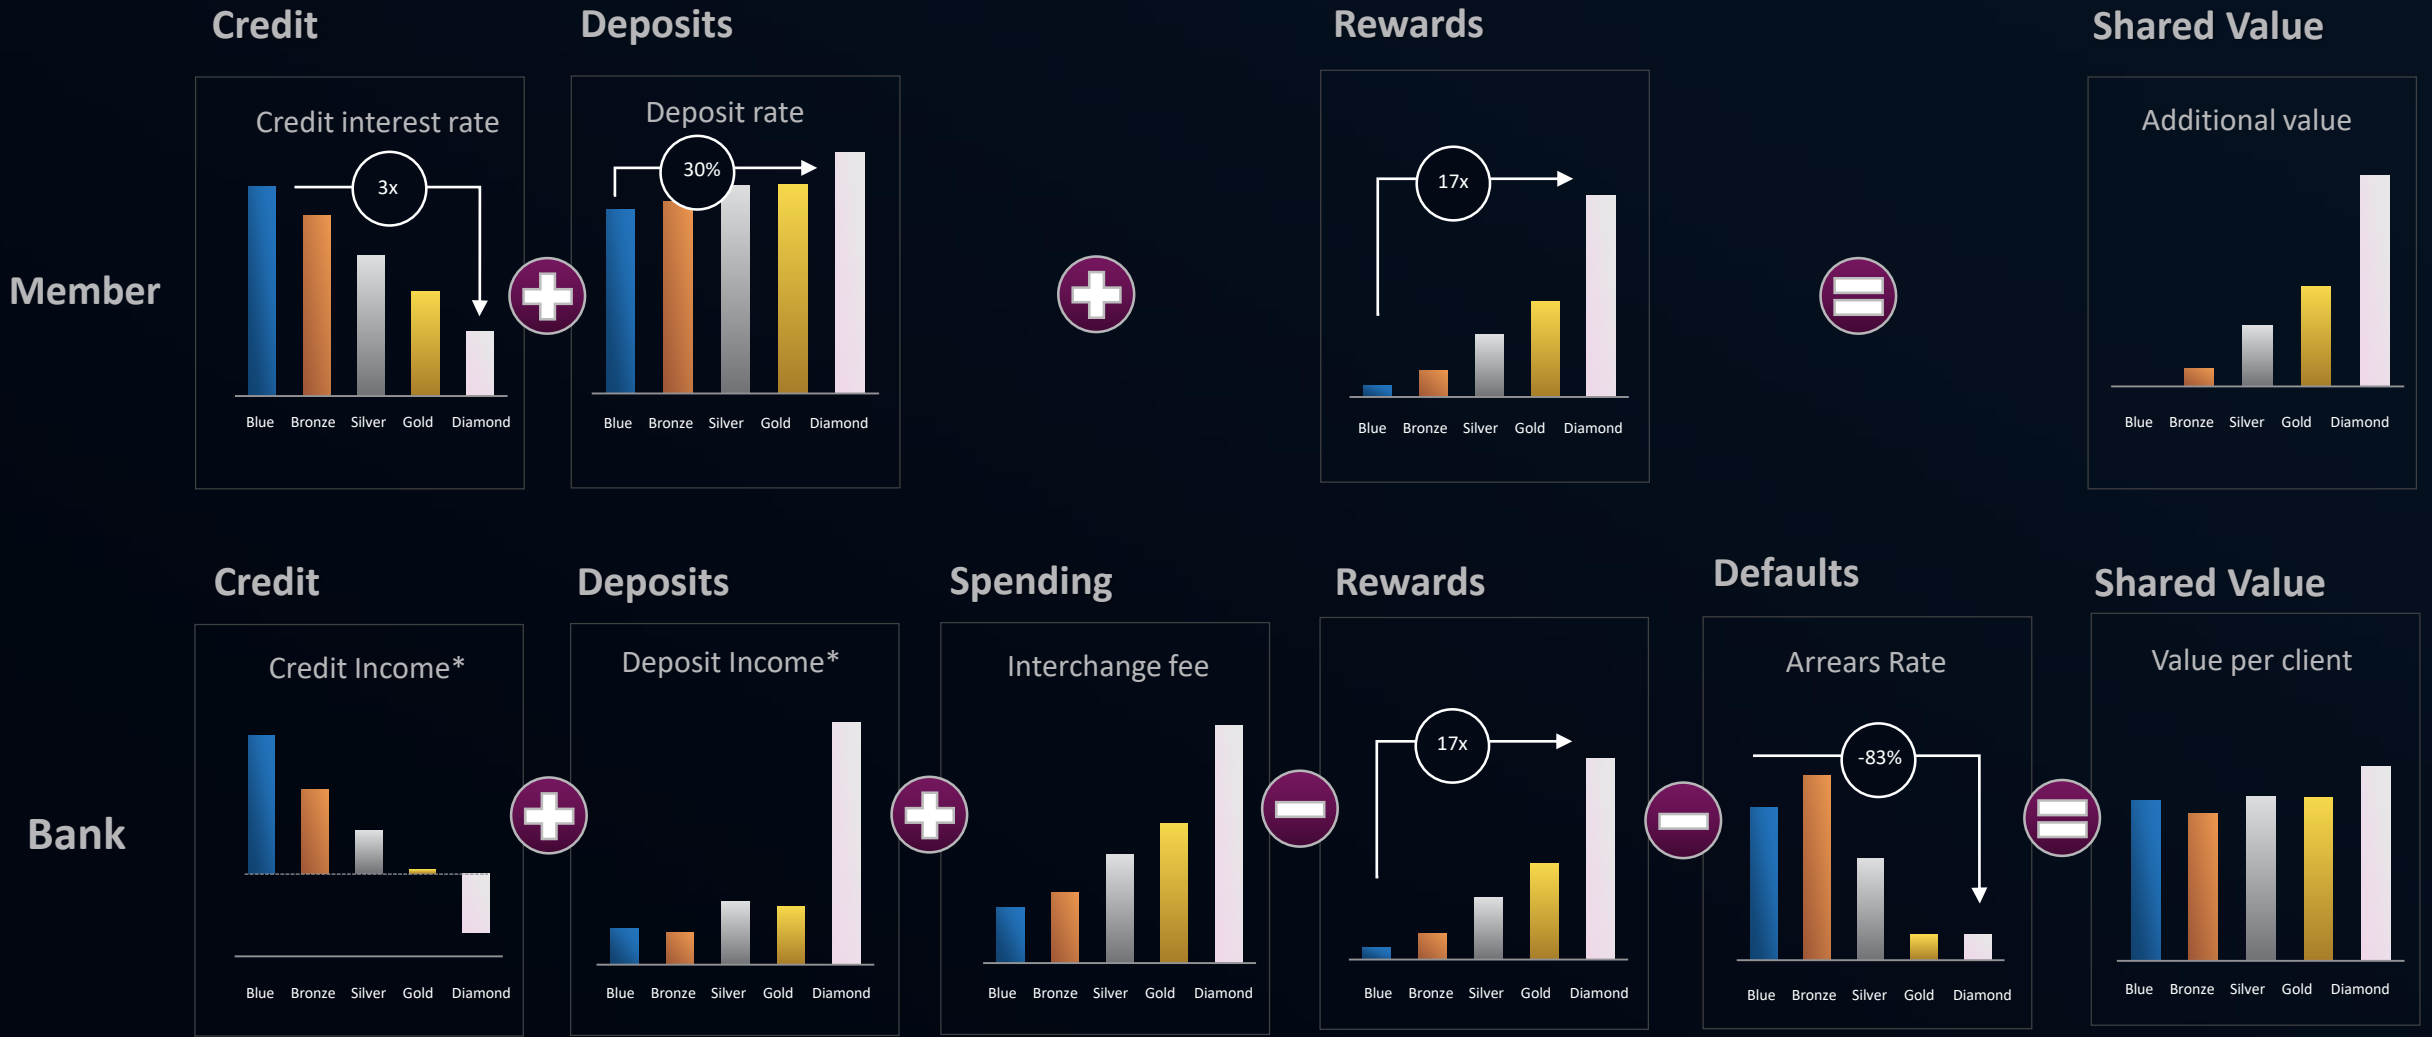 Credit
Deposits
Rewards
Shared Value
Member
Credit interest rate
3x
Blue Bronze Silver Gold Diamond
Deposit rate
30%
Blue Bronze Silver Gold Diamond
17x
Blue Bronze Silver Gold Diamond
Additional value
Blue Bronze Silver Gold Diamond
Credit
Deposits
Spending
Rewards
Defaults
Shared Value
Bank
Credit Income*
Blue Bronze Silver Gold Diamond
Deposit Income*
Blue Bronze Silver Gold Diamond
Interchange fee
Blue Bronze Silver Gold Diamond
17x
Blue Bronze Silver Gold Diamond
Arrears Rate
-83%
Blue Bronze Silver Gold Diamond
Value per client
Blue Bronze Silver Gold Diamond